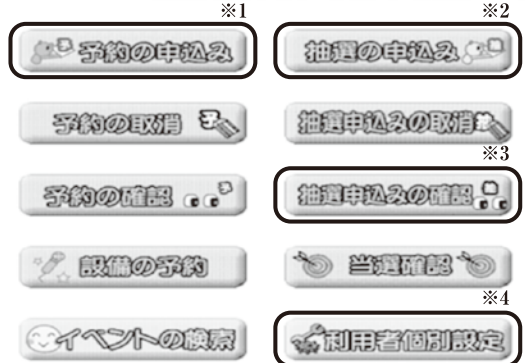 ※1
※2
予約の申込み
抽選の申込み
予約の取消
抽選申込みの取消
※3
予約の確認
抽選申込みの確認
設備の予約
当選確認
※4
イベントの検索
利用者個別設定